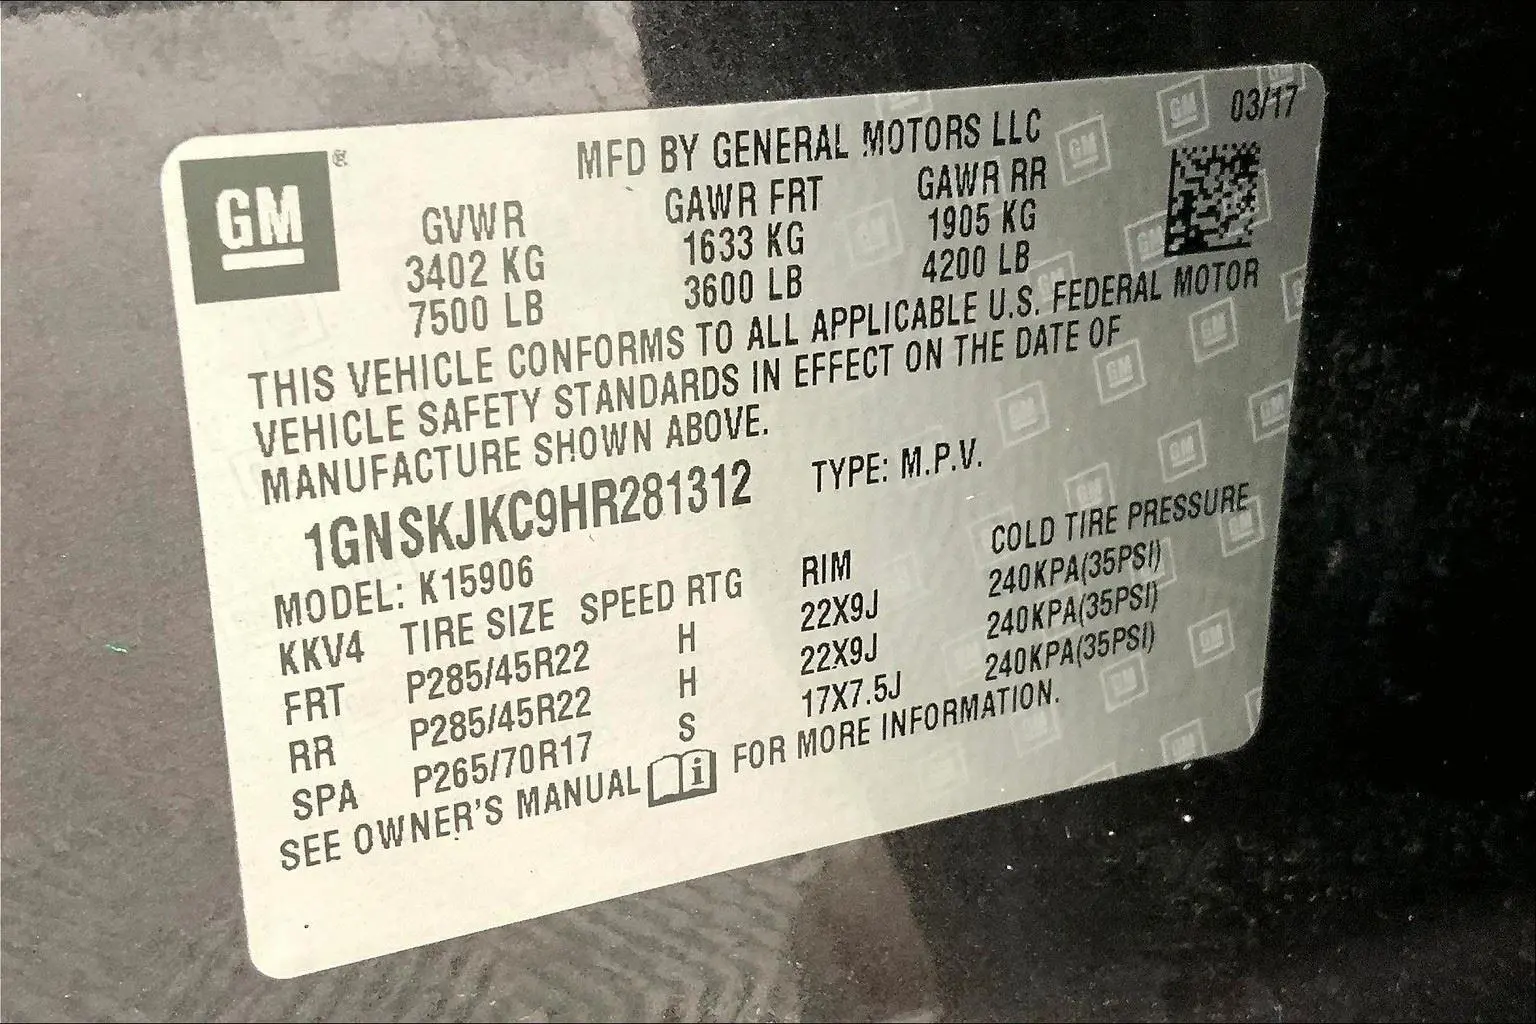 GM ®
MFD BY GENERAL MOTORS LLC 03/17
GVWR GAWR FRT GAWR RR
3402 KG 1633 KG 1905 KG
7500 LB 3600 LB 4200 LB
THIS VEHICLE CONFORMS TO ALL APPLICABLE U.S. FEDERAL MOTOR
VEHICLE SAFETY STANDARDS IN EFFECT ON THE DATE OF
MANUFACTURE SHOWN ABOVE.
1GNSKJKC9HR281312 TYPE: M.P.V.
MODEL: K15906
KKV4 TIRE SIZE SPEED RTG RIM COLD TIRE PRESSURE
FRT P285/45R22 H 22X9J 240KPA(35PSI)
RR P285/45R22 H 22X9J 240KPA(35PSI)
SPA P265/70R17 S 17X7.5J 240KPA(35PSI)
SEE OWNER'S MANUAL i FOR MORE INFORMATION.